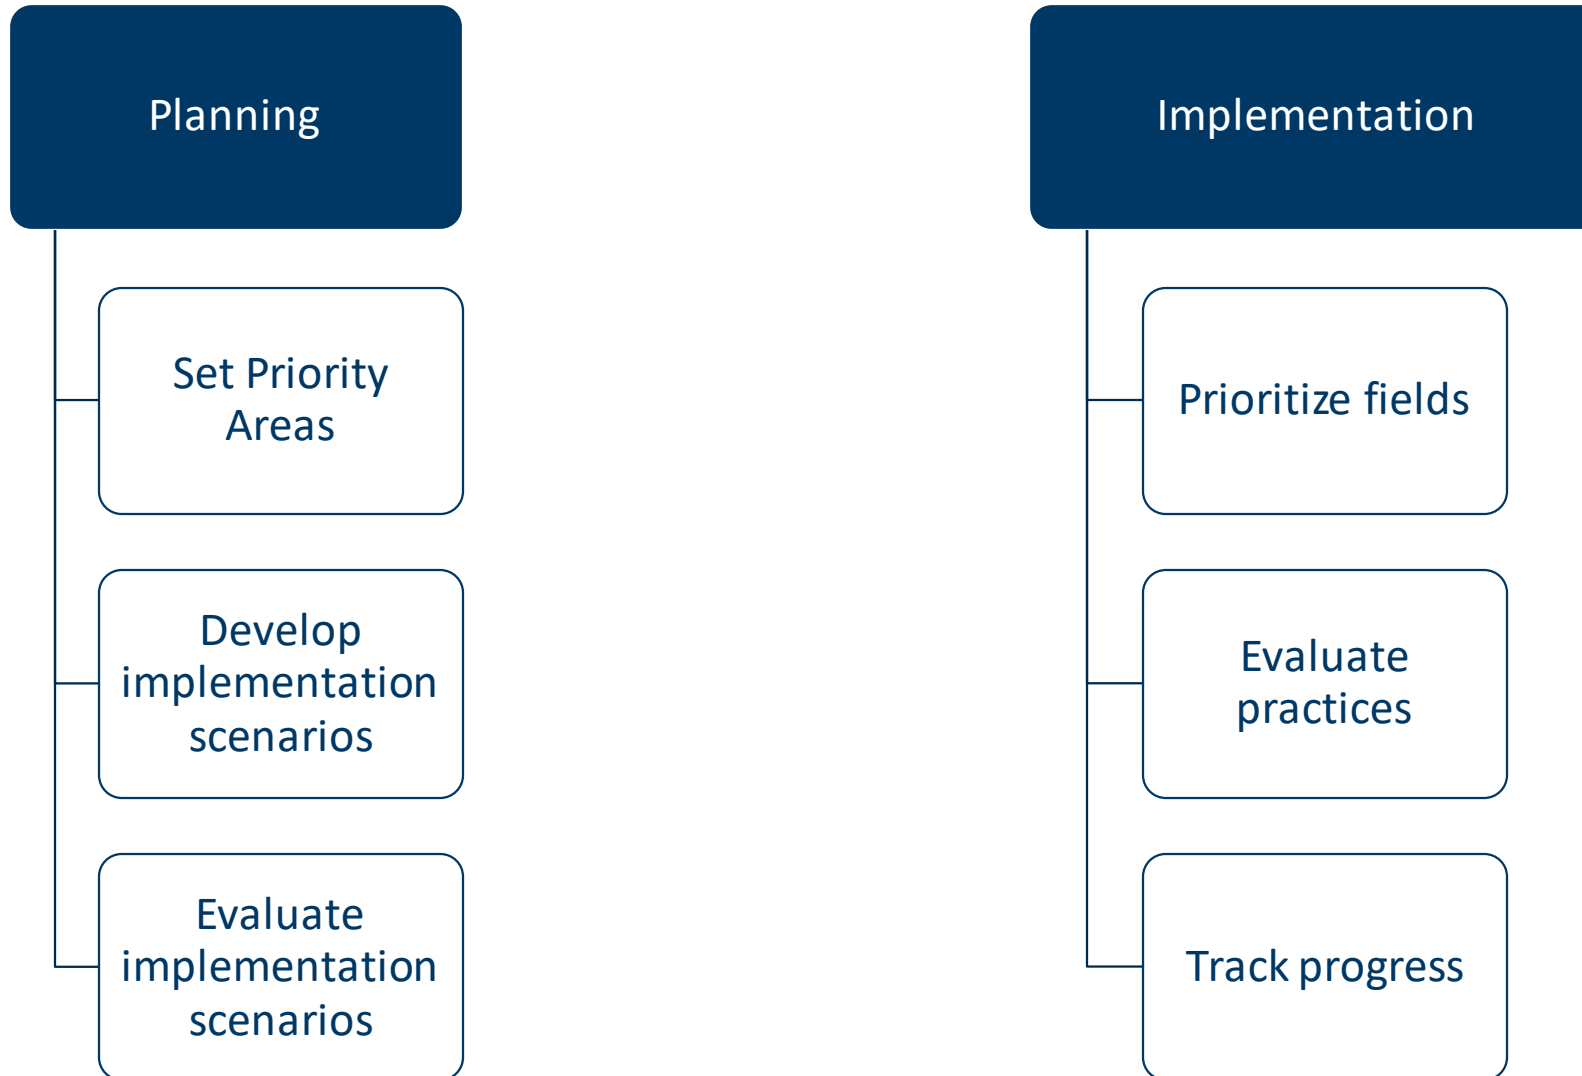 Planning
Set Priority
Areas
Develop
implementation
scenarios
Evaluate
implementation
scenarios
Implementation
Prioritize fields
Evaluate
practices
Track progress